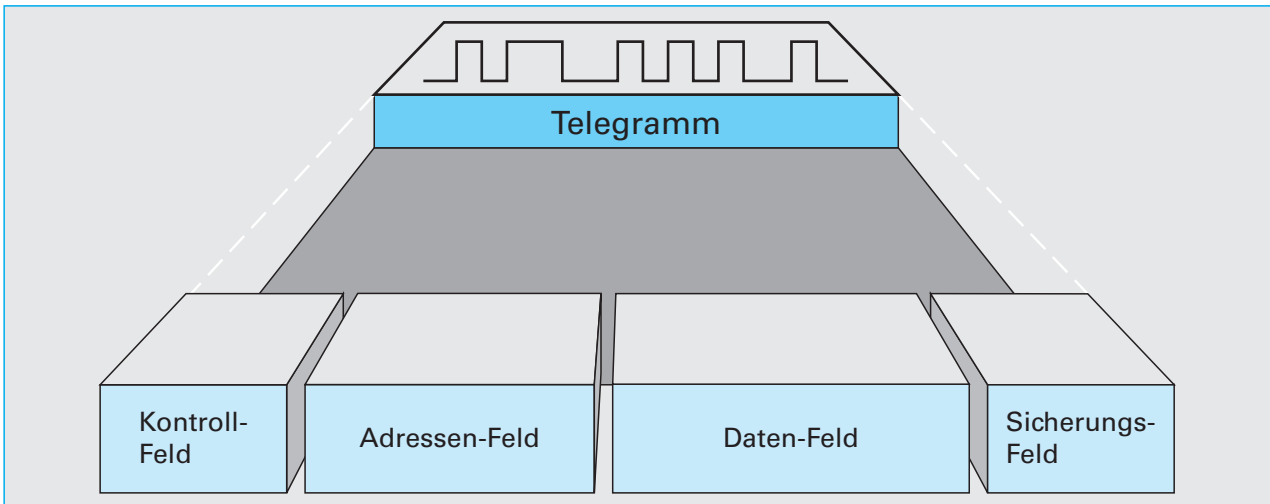 Telegramm
Kontroll-
Feld
Adressen-Feld
Daten-Feld
Sicherungs-
Feld